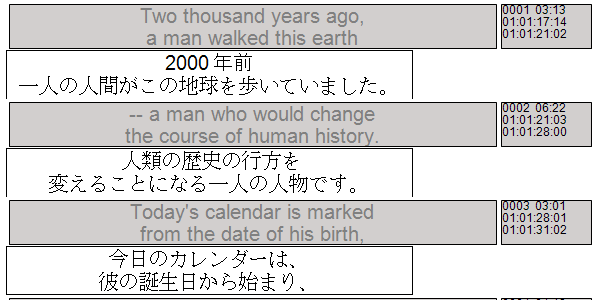 Two thousand years ago,
a man walked this earth
0001 03:13
01:01:17:14
01:01:21:02
2000 年前
一人の人間がこの地球を歩いていました。
-- a man who would change
the course of human history.
0002 06:22
01:01:21:03
01:01:28:00
人類の歴史の行方を
変えることになる一人の人物です。
Today's calendar is marked
from the date of his birth,
0003 03:01
01:01:28:01
01:01:31:02
今日のカレンダーは、
彼の誕生日から始まり、